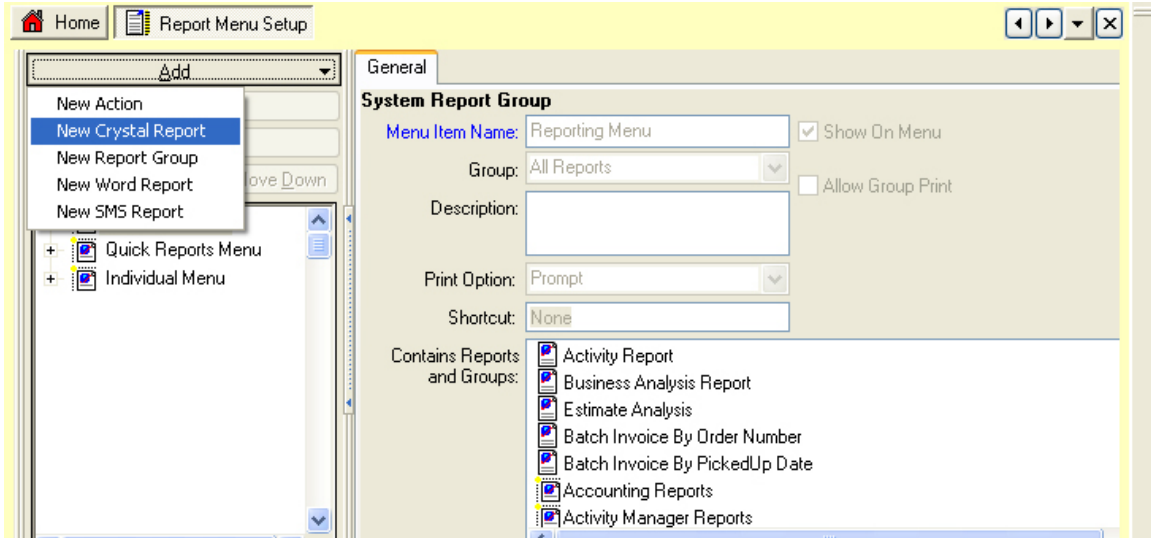 Home
Report Menu Setup
Add
New Action
New Crystal Report
New Report Group
New Word Report
New SMS Report
Down
Quick Reports Menu
Individual Menu
General
System Report Group
Menu Item Name: Reporting Menu
Show On Menu
Group: All Reports
Allow Group Print
Description:
Print Option: Prompt
Shortcut: None
Contains Reports
and Groups:
Activity Report
Business Analysis Report
Estimate Analysis
Batch Invoice By Order Number
Batch Invoice By PickedUp Date
Accounting Reports
Activity Manager Reports